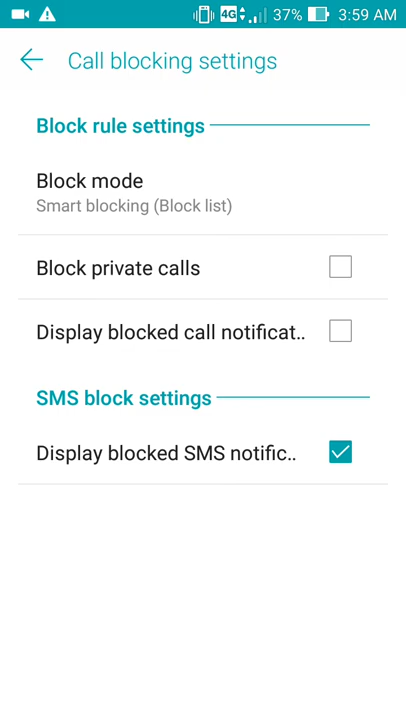 4G 37% 3:59 AM
Call blocking settings
Block rule settings
Block mode
Smart blocking (Block list)
Block private calls
Display blocked call notificat..
SMS block settings
Display blocked SMS notific..